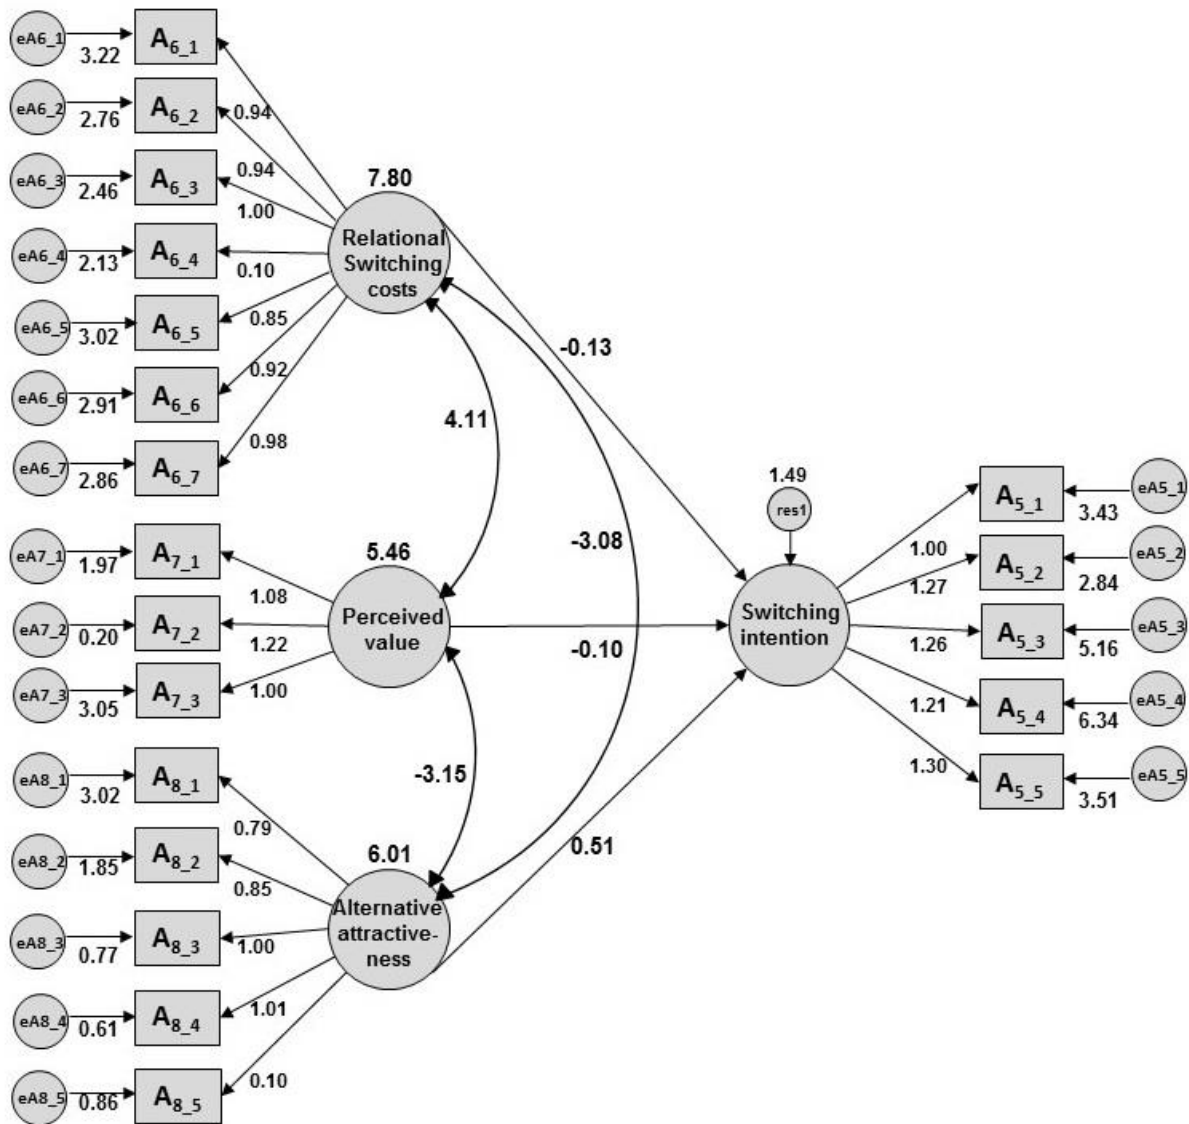 eA6_1
3.22
A6_1
eA6_2
2.76
A6_2
0.94
eA6_3
2.46
A6_3
0.94
1.00
eA6_4
2.13
A6_4
0.10
eA6_5
3.02
A6_5
0.85
eA6_6
2.91
A6_6
0.92
eA6_7
2.86
A6_7
0.98
7.80
Relational
Switching
costs
-0.13
4.11
eA7_1
1.97
A7_1
1.08
eA7_2
0.20
A7_2
1.22
eA7_3
3.05
A7_3
1.00
5.46
Perceived
value
-3.08
-0.10
-3.15
eA8_1
3.02
A8_1
0.79
eA8_2
1.85
A8_2
0.85
eA8_3
0.77
A8_3
1.00
eA8_4
0.61
A8_4
1.01
eA8_5
0.86
A8_5
0.10
6.01
Alternative
attractive-
ness
0.51
1.49
res1
Switching
intention
1.00
A5_1
3.43
eA5_1
1.27
A5_2
2.84
eA5_2
1.26
A5_3
5.16
eA5_3
1.21
A5_4
6.34
eA5_4
1.30
A5_5
3.51
eA5_5